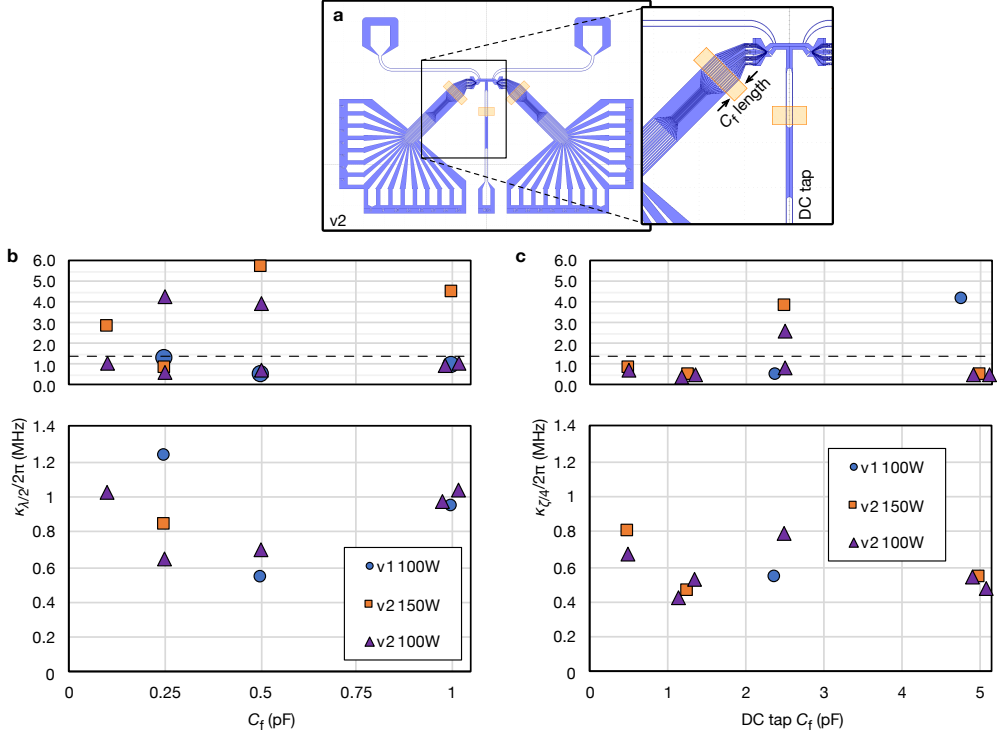 a
v2
C_f length
DC tap
b
6.0
5.0
4.0
3.0
2.0
1.0
0.0
κ_λ/2/2π (MHz)
1.4
1.2
1
0.8
0.6
0.4
0.2
0
v1 100W
v2 150W
v2 100W
0 0.25 0.5 0.75 1
C_f (pF)
c
6.0
5.0
4.0
3.0
2.0
1.0
0.0
κ_ζ/4/2π (MHz)
1.4
1.2
1
0.8
0.6
0.4
0.2
0
v1 100W
v2 150W
v2 100W
0 1 2 3 4 5
DC tap C_f (pF)